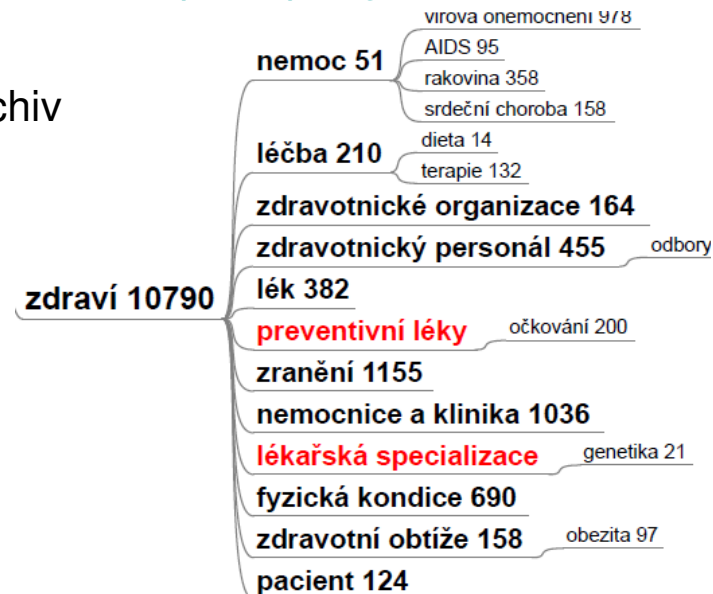 chiv
zdraví 10790
nemoc 51
virová onemocnění 978
AIDS 95
rakovina 358
srdeční choroba 158
léčba 210
dieta 14
terapie 132
zdravotnické organizace 164
zdravotnický personál 455
odbory
lék 382
preventivní léky
očkování 200
zranění 1155
nemocnice a klinika 1036
lékařská specializace
genetika 21
fyzická kondice 690
zdravotní obtíže 158
obezita 97
pacient 124